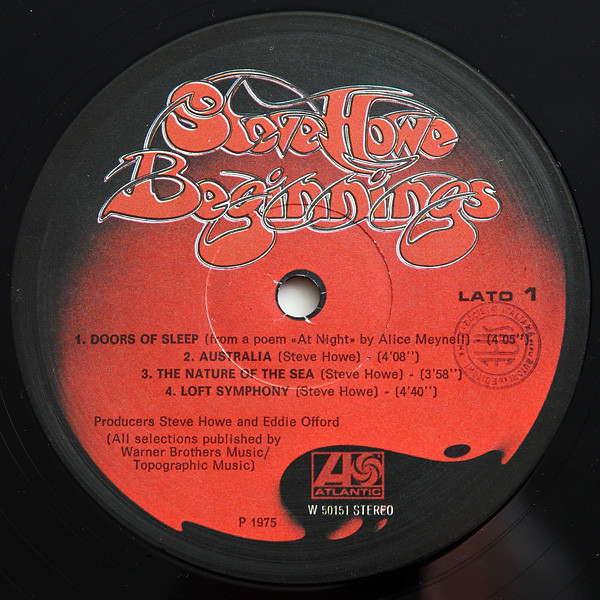 Steve Howe
Beginnings
LATO 1
1. DOORS OF SLEEP (from a poem «At Night» by Alice Meynell) - (4'05'')
2. AUSTRALIA (Steve Howe) - (4'08'')
3. THE NATURE OF THE SEA (Steve Howe) - (3'58'')
4. LOFT SYMPHONY (Steve Howe) - (4'40'')
Producers Steve Howe and Eddie Offord
(All selections published by
Warner Brothers Music/
Topographic Music)
ATLANTIC
W 50151 STEREO
P 1975